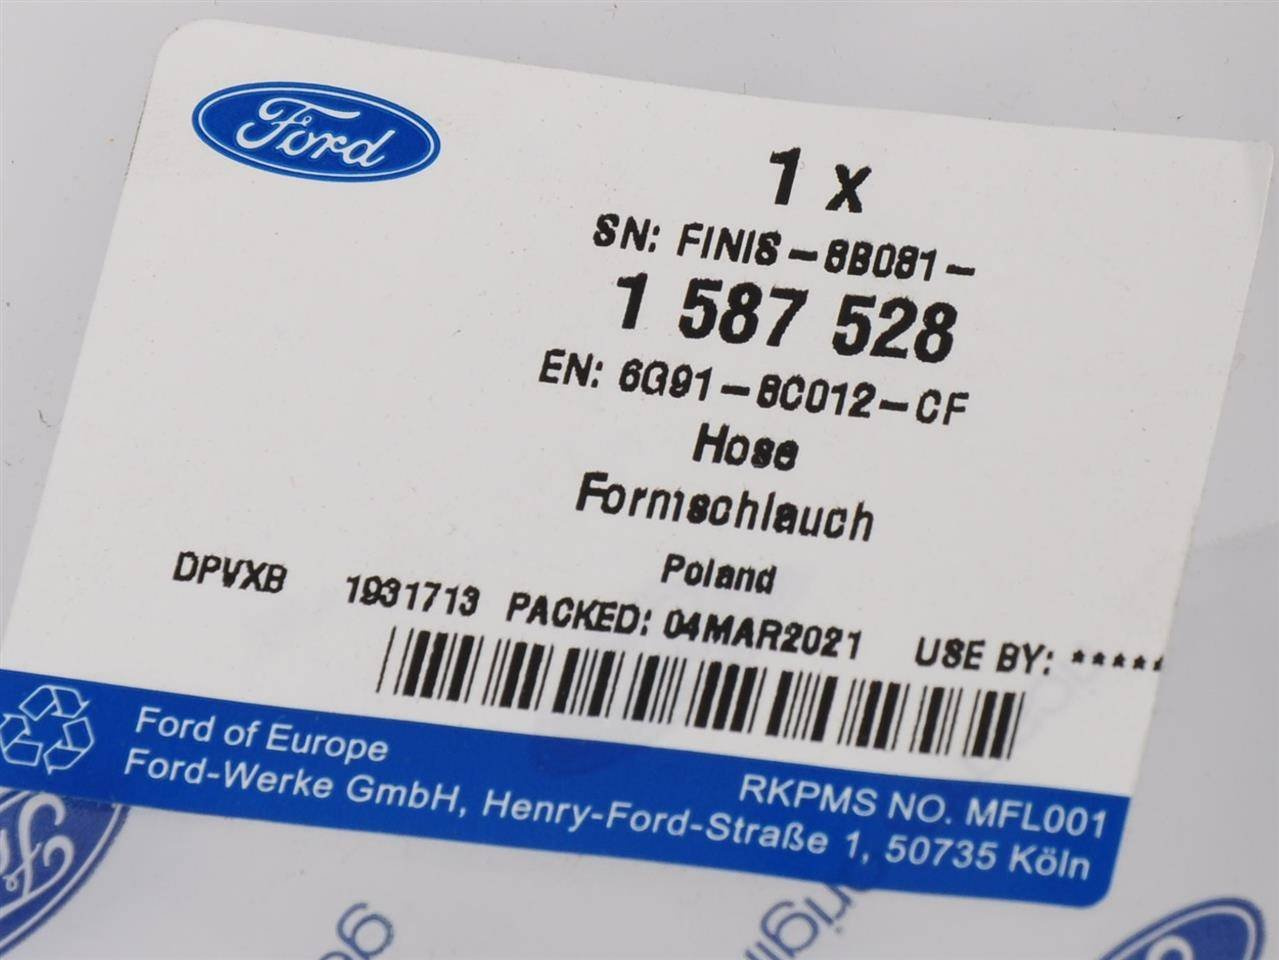 Ford
1 x
SN: FINIS-8B081-
1 587 528
EN: 6G91-8C012-CF
Hose
Formschlauch
Poland
DPVXB 1931713 PACKED: 04MAR2021 USE BY: *****
Ford of Europe
RKPMS NO. MFL001
Ford-Werke GmbH, Henry-Ford-Straße 1, 50735 Köln